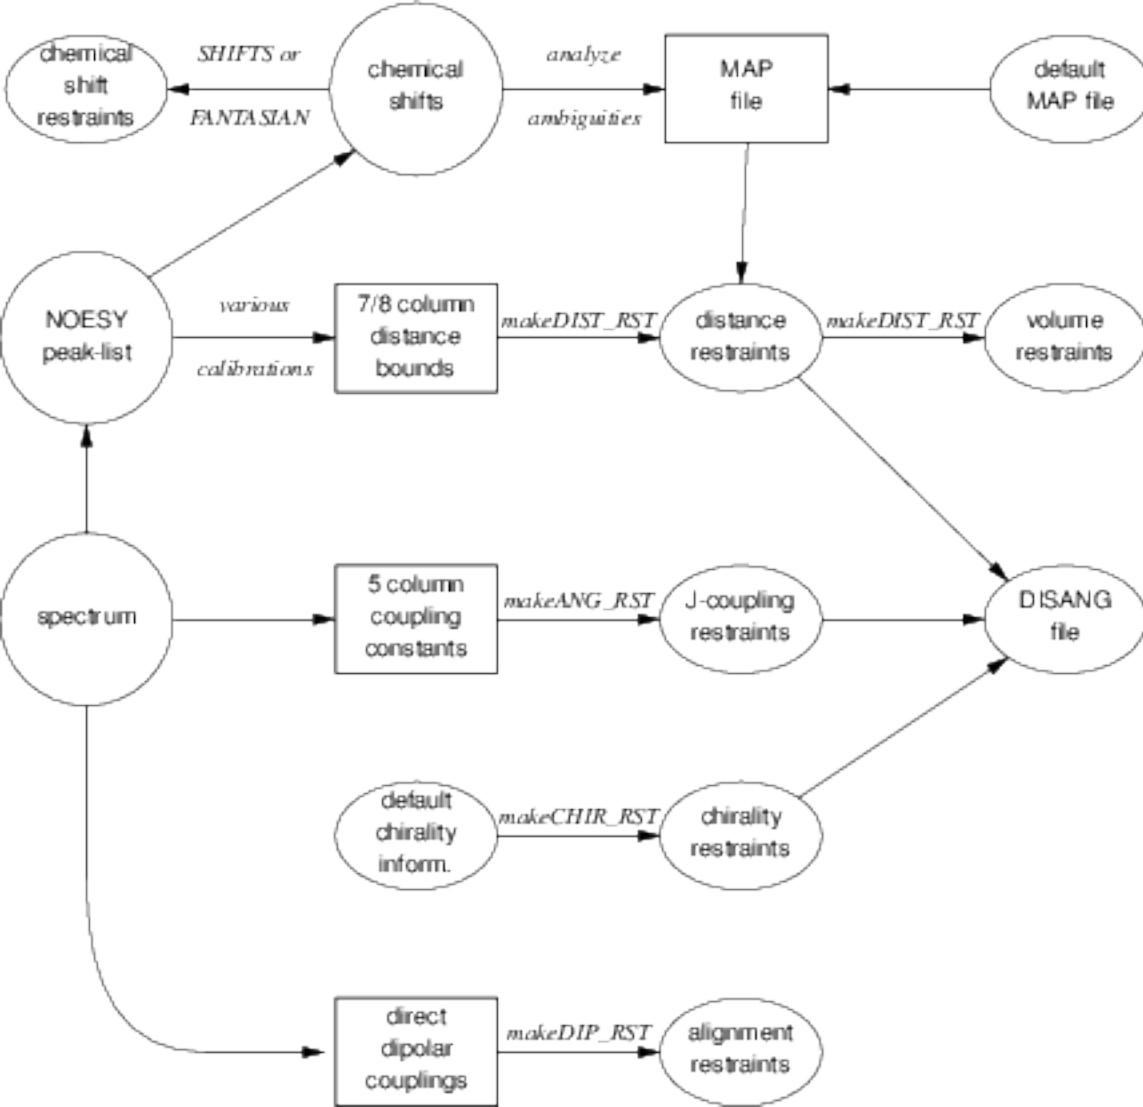 chemical
shift
restraints
SHIFTS or
FANTASIAN
chemical
shifts
analyze
ambiguities
MAP
file
default
MAP file
NOESY
peak-list
various
calibrations
7/8 column
distance
bounds
makeDIST_RST
distance
restraints
makeDIST_RST
volume
restraints
spectrum
5 column
coupling
constants
makeANG_RST
J-coupling
restraints
DISANG
file
default
chirality
inform.
makeCHIR_RST
chirality
restraints
direct
dipolar
couplings
makeDIP_RST
alignment
restraints